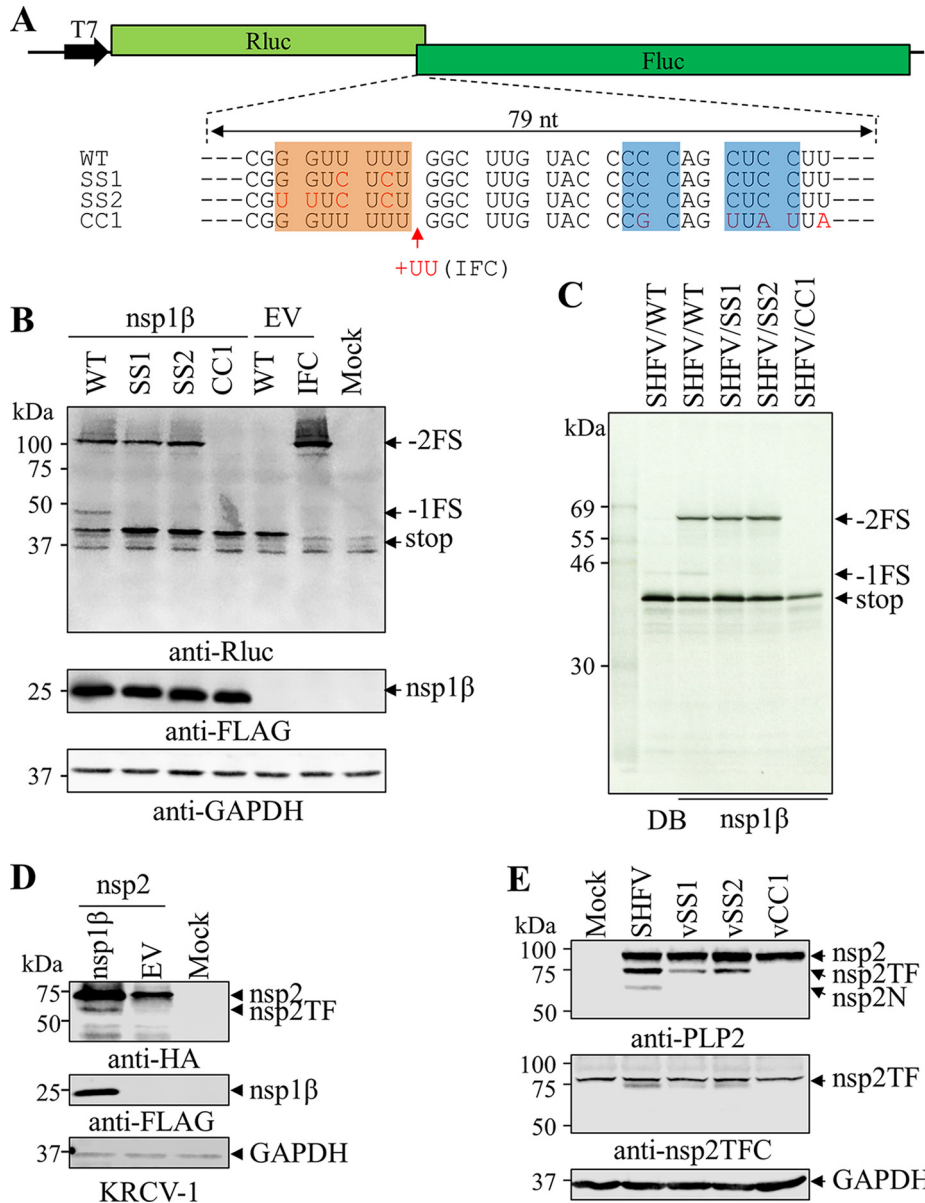 A
T7
Rluc
Fluc
79 nt
WT ---CGG GUU UUU GGC UUG UAC CCC CAG CUC CUU---
SS1 ---CGG GUC UCU GGC UUG UAC CCC CAG CUC CUU---
SS2 ---CGU UUC UCU GGC UUG UAC CCC CAG CUC CUU---
CC1 ---CGG GUU UUU GGC UUG UAC CCG CAG UUA UUA---
+UU(IFC)
B
nsp1β EV
WT SS1 SS2 CC1 WT IFC Mock
kDa
100
75
50
37
-2FS
-1FS
stop
anti-Rluc
25
nsp1β
anti-FLAG
37
anti-GAPDH
C
SHFV/WT SHFV/WT SHFV/SS1 SHFV/SS2 SHFV/CC1
kDa
69
55
46
30
-2FS
-1FS
stop
DB nsp1β
D
nsp2
nsp1β EV Mock
kDa
75
50
nsp2
nsp2TF
anti-HA
25
nsp1β
anti-FLAG
37
GAPDH
KRCV-1
E
Mock SHFV vSS1 vSS2 vCC1
kDa
100
75
50
nsp2
nsp2TF
nsp2N
anti-PLP2
100
75
50
nsp2TF
anti-nsp2TFC
37
GAPDH